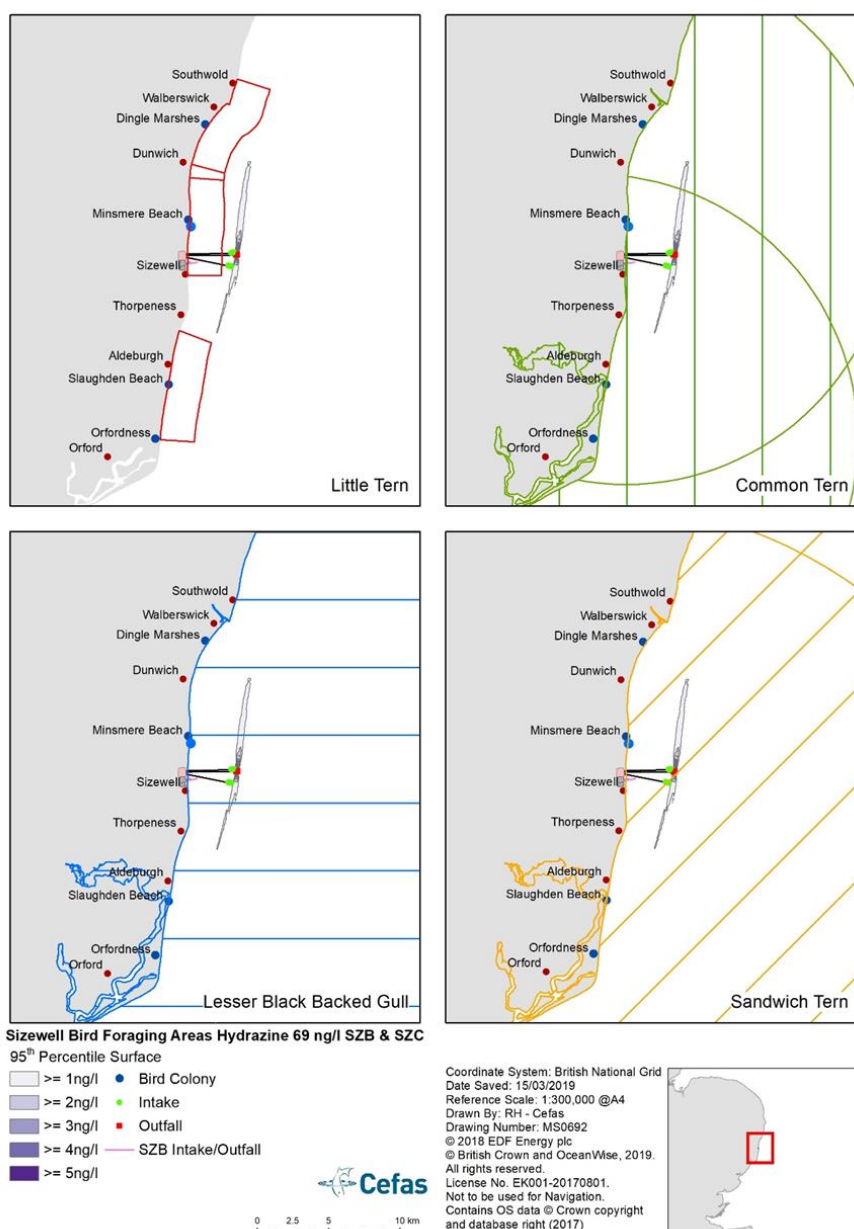 Southwold
Walberswick
Dingle Marshes
Dunwich
Minsmere Beach
Sizewell
Thorpeness
Aldeburgh
Slaughden Beach
Orfordness
Orford
Little Tern
Southwold
Walberswick
Dingle Marshes
Dunwich
Minsmere Beach
Sizewell
Thorpeness
Aldeburgh
Slaughden Beach
Orfordness
Orford
Common Tern
Southwold
Walberswick
Dingle Marshes
Dunwich
Minsmere Beach
Sizewell
Thorpeness
Aldeburgh
Slaughden Beach
Orfordness
Orford
Lesser Black Backed Gull
Southwold
Walberswick
Dingle Marshes
Dunwich
Minsmere Beach
Sizewell
Thorpeness
Aldeburgh
Slaughden Beach
Orfordness
Orford
Sandwich Tern
Sizewell Bird Foraging Areas Hydrazine 69 ng/l SZB & SZC
95th Percentile Surface
>= 1ng/l Bird Colony
>= 2ng/l Intake
>= 3ng/l Outfall
>= 4ng/l SZB Intake/Outfall
>= 5ng/l
Cefas
0 2.5 5 10 km
Coordinate System: British National Grid
Date Saved: 15/03/2019
Reference Scale: 1:300,000 @A4
Drawn By: RH - Cefas
Drawing Number: MS0692
© 2018 EDF Energy plc
© British Crown and OceanWise, 2019.
All rights reserved.
License No. EK001-20170801.
Not to be used for Navigation.
Contains OS data © Crown copyright
and database right (2017)